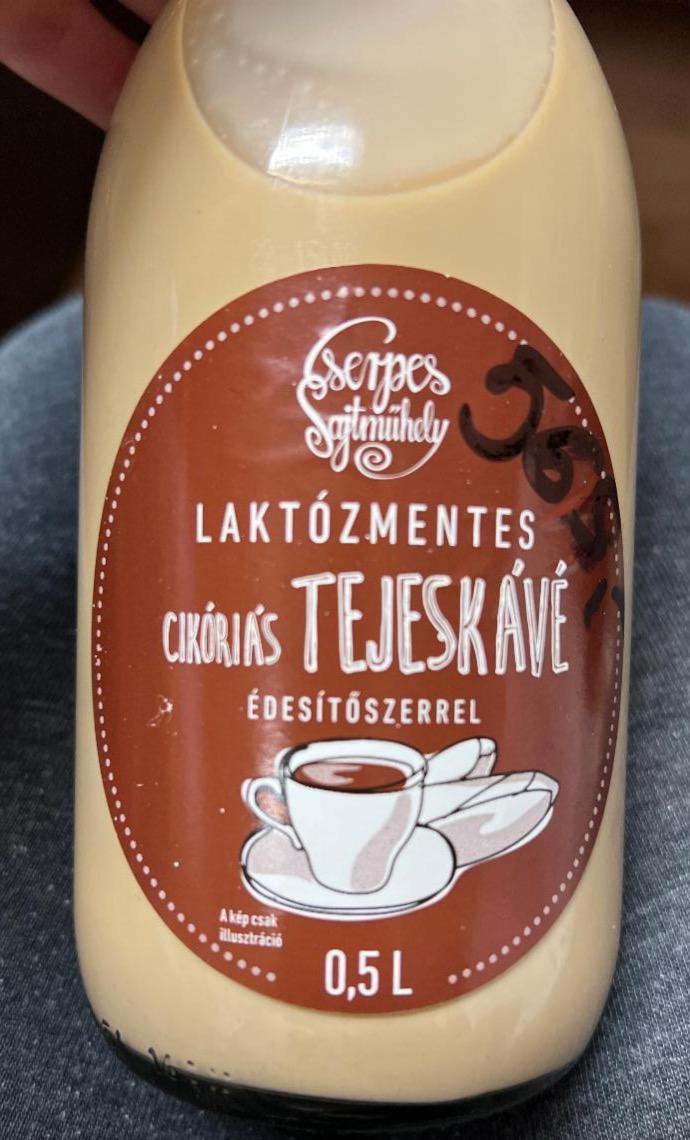 Cserpes
Sajtműhely
LAKTÓZMENTES
CIKÓRIÁS TEJESKÁVÉ
ÉDESÍTŐSZERREL
A kép csak
illusztráció
0,5 L